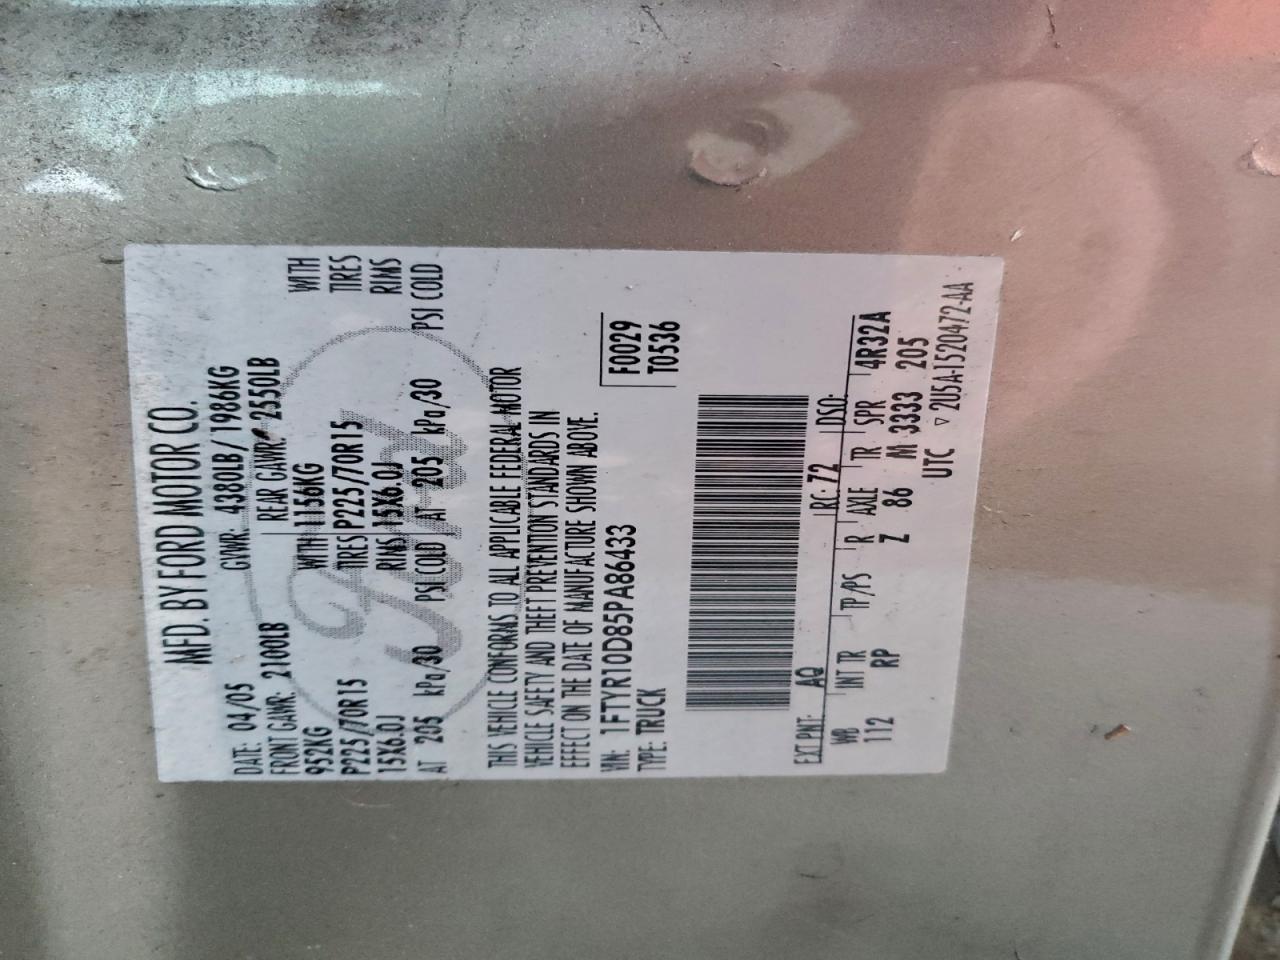 MFD. BY FORD MOTOR CO.
DATE: 04/05 GVWR: 4380LB/1986KG
FRONT GAWR: 2100LB REAR GAWR: 2550LB
952KG WITH 1156KG WITH
P225/70R15 TIRES P225/70R15 TIRES
15X6.0J RIMS 15X6.0J RIMS
AT 205 kPa/30 PSI COLD AT 205 kPa/30 PSI COLD
THIS VEHICLE CONFORMS TO ALL APPLICABLE FEDERAL MOTOR
VEHICLE SAFETY AND THEFT PREVENTION STANDARDS IN
EFFECT ON THE DATE OF MANUFACTURE SHOWN ABOVE.
VIN: 1FTYR10D85PA86433 F0029
TYPE: TRUCK T0536
EXT PNT: AQ RC: 72 DSO:
WB INT TR TP/PS R AXLE TR SPR 4R32A
112 RP Z 86 M 3333 205
UTC ▽ 2U5A-1520472-AA
Ford